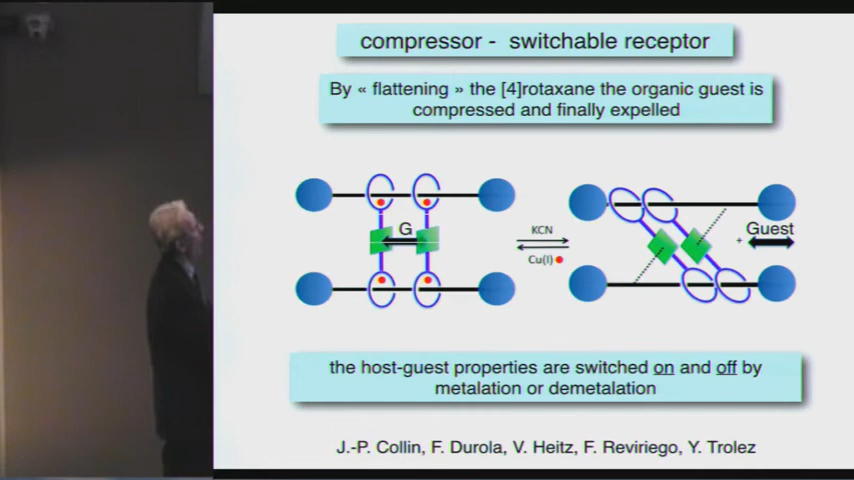 compressor - switchable receptor
By « flattening » the [4]rotaxane the organic guest is
compressed and finally expelled
G
KCN
Cu(I)
+ Guest
the host-guest properties are switched on and off by
metalation or demetalation
J.-P. Collin, F. Durola, V. Heitz, F. Reviriego, Y. Trolez